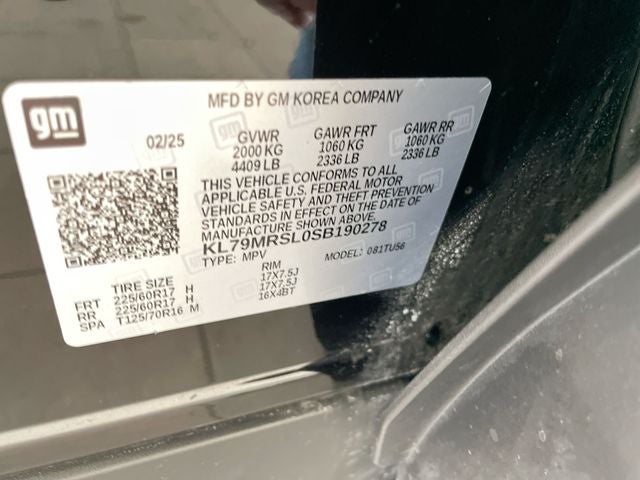 gm
MFD BY GM KOREA COMPANY
02/25 GVWR GAWR FRT GAWR RR
2000 KG 1060 KG 1060 KG
4409 LB 2336 LB 2336 LB
THIS VEHICLE CONFORMS TO ALL
APPLICABLE U.S. FEDERAL MOTOR
VEHICLE SAFETY AND THEFT PREVENTION
STANDARDS IN EFFECT ON THE DATE OF
MANUFACTURE SHOWN ABOVE.
KL79MRSL0SB190278
TYPE: MPV MODEL: 081TU56
TIRE SIZE RIM
FRT 225/60R17 H 17X7.5J
RR 225/60R17 H 17X7.5J
SPA T125/70R16 M 16X4BT